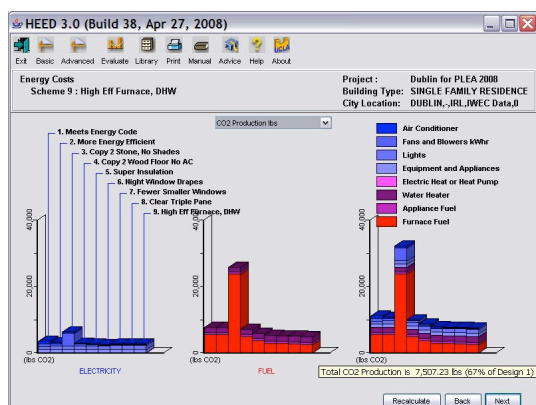 HEED 3.0 (Build 38, Apr 27, 2008)
Exit Basic Advanced Evaluate Library Print Manual Advice Help About
Energy Costs
Scheme 9 : High Eff Furnace, DHW
Project : Dublin for PLEA 2008
Building Type: SINGLE FAMILY RESIDENCE
City Location: DUBLIN,-,IRL,IWEC Data,0
CO2 Production lbs
1. Meets Energy Code
2. More Energy Efficient
3. Copy 2 Stone, No Shades
4. Copy 2 Wood Floor No AC
5. Super Insulation
6. Night Window Drapes
7. Fewer Smaller Windows
8. Clear Triple Pane
9. High Eff Furnace, DHW
Air Conditioner
Fans and Blowers kWhr
Lights
Equipment and Appliances
Electric Heat or Heat Pump
Water Heater
Appliance Fuel
Furnace Fuel
40,000
20,000
0
(lbs CO2)
ELECTRICITY
40,000
20,000
0
(lbs CO2)
FUEL
40,000
20,000
0
(lbs CO2)
Total CO2 Production is 7,507.23 lbs (67% of Design 1)
Recalculate Back Next